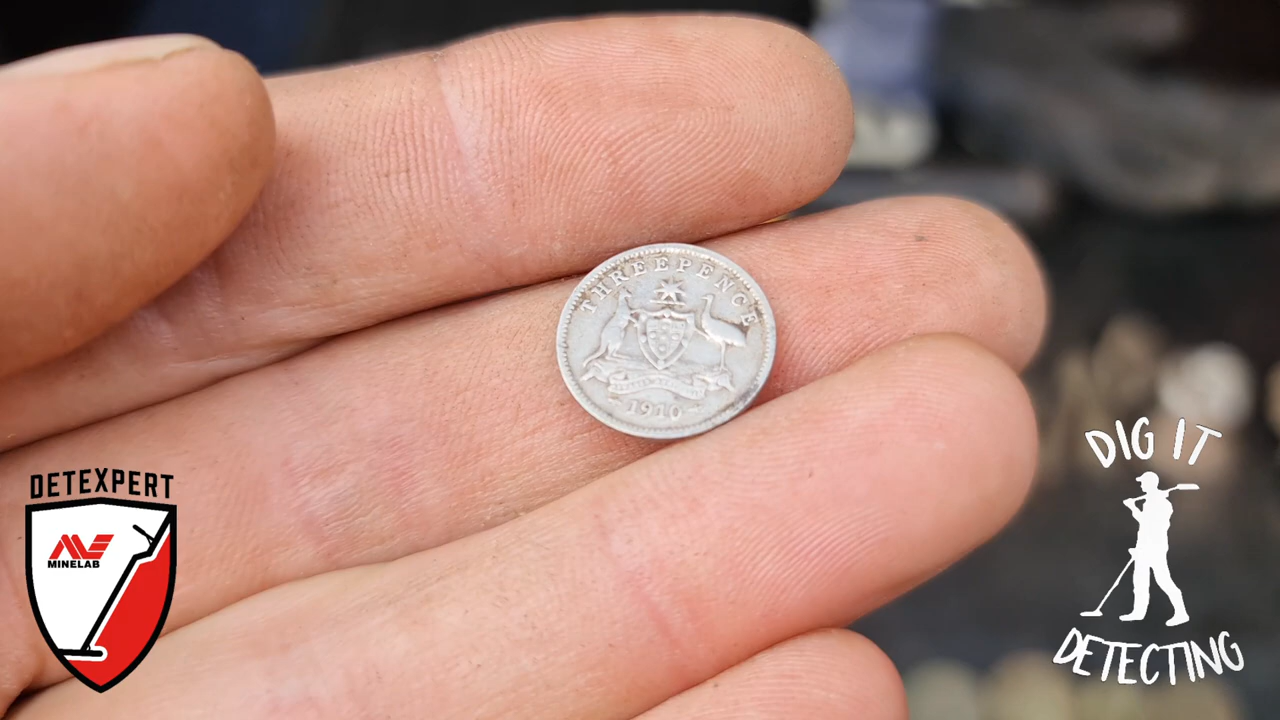 THREEPENCE
1910
DETEXPERT
MINELAB
DIG IT
DETECTING